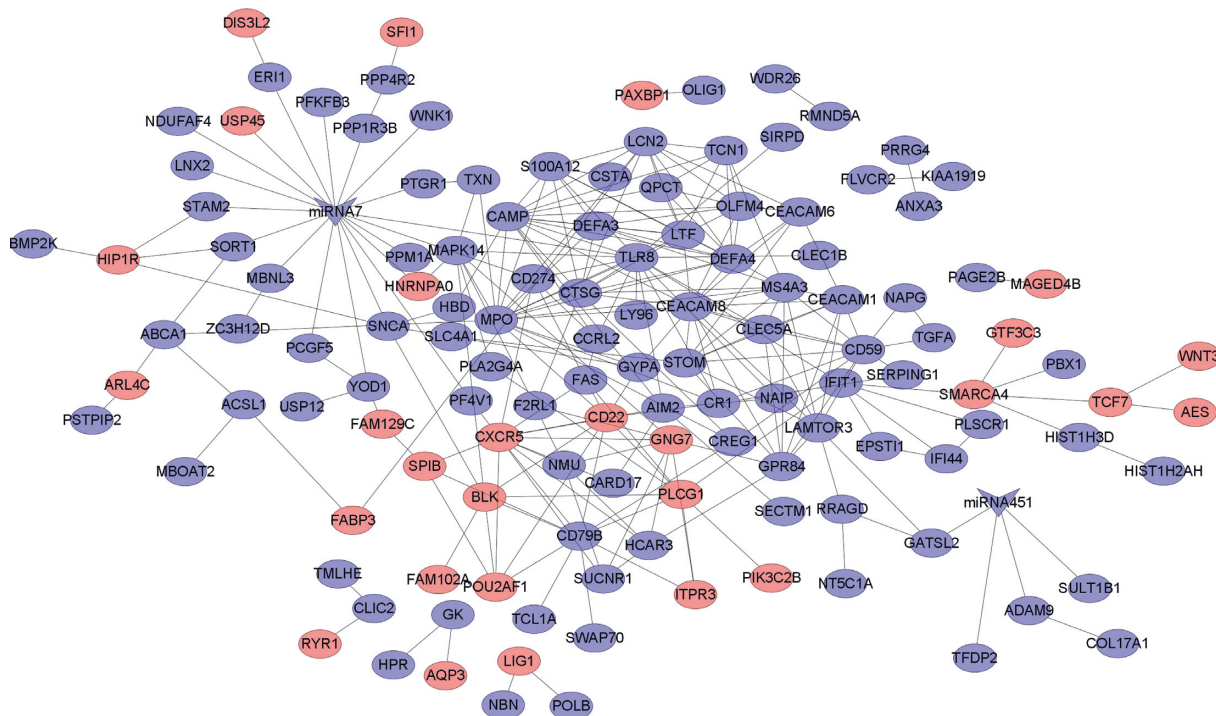 DIS3L2
SFI1
ERI1
PPP4R2
PFKFB3
NDUFAF4
USP45
PPP1R3B
WNK1
LNX2
PTGR1
TXN
STAM2
miRNA7
BMP2K
HIP1R
SORT1
MBNL3
PPM1A
MAPK14
HNRNPA0
PAXBP1
OLIG1
WDR26
RMND5A
SIRPD
LCN2
TCN1
S100A12
CSTA
QPCT
CAMP
DEFA3
OLFM4
CEACAM6
LTF
PRRG4
FLVCR2
KIAA1919
ANXA3
TLR8
DEFA4
CLEC1B
CD274
CTSG
MS4A3
CEACAM1
NAPG
PAGE2B
MAGED4B
ABCA1
ZC3H12D
SNCA
HBD
SLC4A1
MPO
LY96
CEACAM8
CLEC5A
CCRL2
CD59
TGFA
GTF3C3
PCGF5
PLA2G4A
GYPA
STOM
IFIT1
SERPING1
PBX1
WNT3
ARL4C
PSTPIP2
ACSL1
USP12
YOD1
PF4V1
F2RL1
FAS
AIM2
CR1
NAIP
SMARCA4
TCF7
AES
FAM129C
CD22
CXCR5
GNG7
CREG1
LAMTOR3
PLSCR1
EPSTI1
IFI44
HIST1H3D
HIST1H2AH
MBOAT2
SPIB
NMU
GPR84
BLK
CARD17
PLCG1
FABP3
SECTM1
RRAGD
miRNA451
CD79B
HCAR3
GATSL2
TMLHE
FAM102A
POU2AF1
SUCNR1
ITPR3
PIK3C2B
NT5C1A
SULT1B1
CLIC2
GK
TCL1A
ADAM9
RYR1
SWAP70
COL17A1
HPR
AQP3
LIG1
TFDP2
NBN
POLB